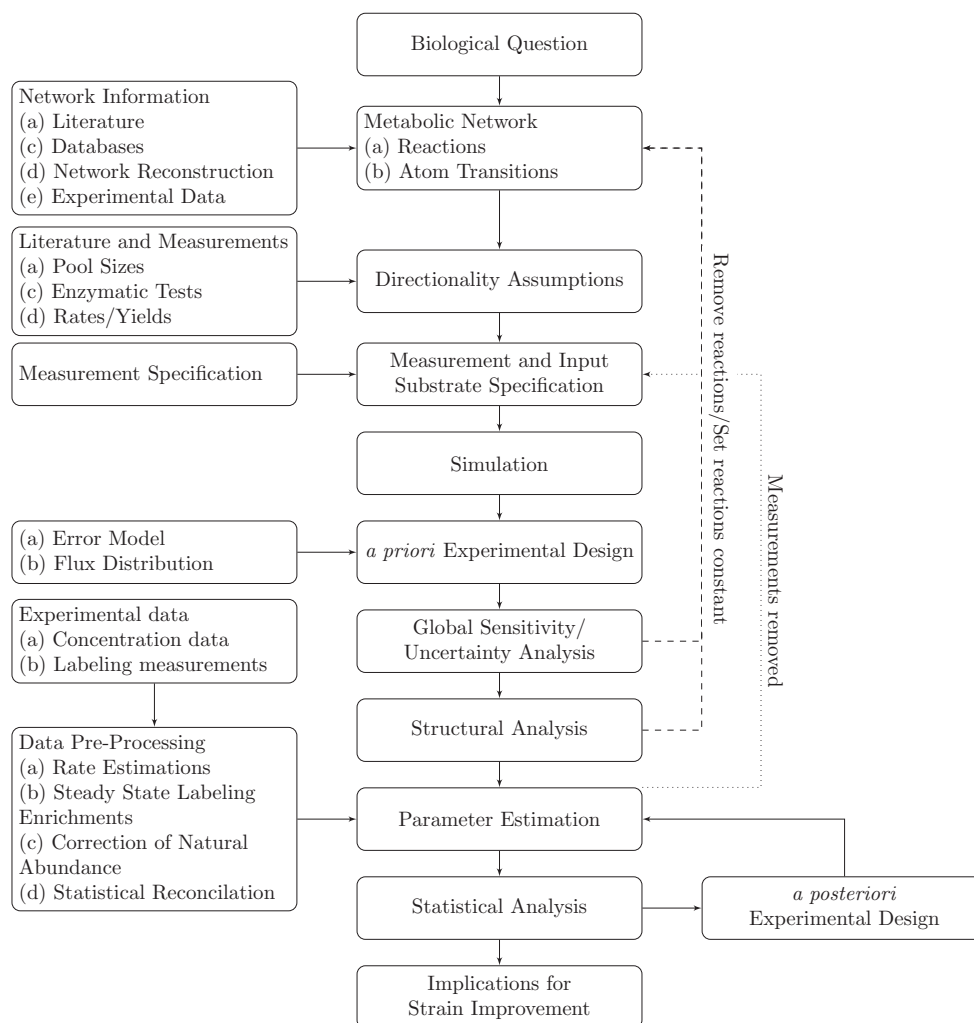 Biological Question
Network Information
(a) Literature
(c) Databases
(d) Network Reconstruction
(e) Experimental Data
Metabolic Network
(a) Reactions
(b) Atom Transitions
Literature and Measurements
(a) Pool Sizes
(c) Enzymatic Tests
(d) Rates/Yields
Directionality Assumptions
Measurement Specification
Measurement and Input
Substrate Specification
Simulation
(a) Error Model
(b) Flux Distribution
a priori Experimental Design
Experimental data
(a) Concentration data
(b) Labeling measurements
Global Sensitivity/
Uncertainty Analysis
Structural Analysis
Data Pre-Processing
(a) Rate Estimations
(b) Steady State Labeling
Enrichments
(c) Correction of Natural
Abundance
(d) Statistical Reconcilation
Parameter Estimation
Statistical Analysis
a posteriori
Experimental Design
Implications for
Strain Improvement
Remove reactions/Set reactions constant
Measurements removed